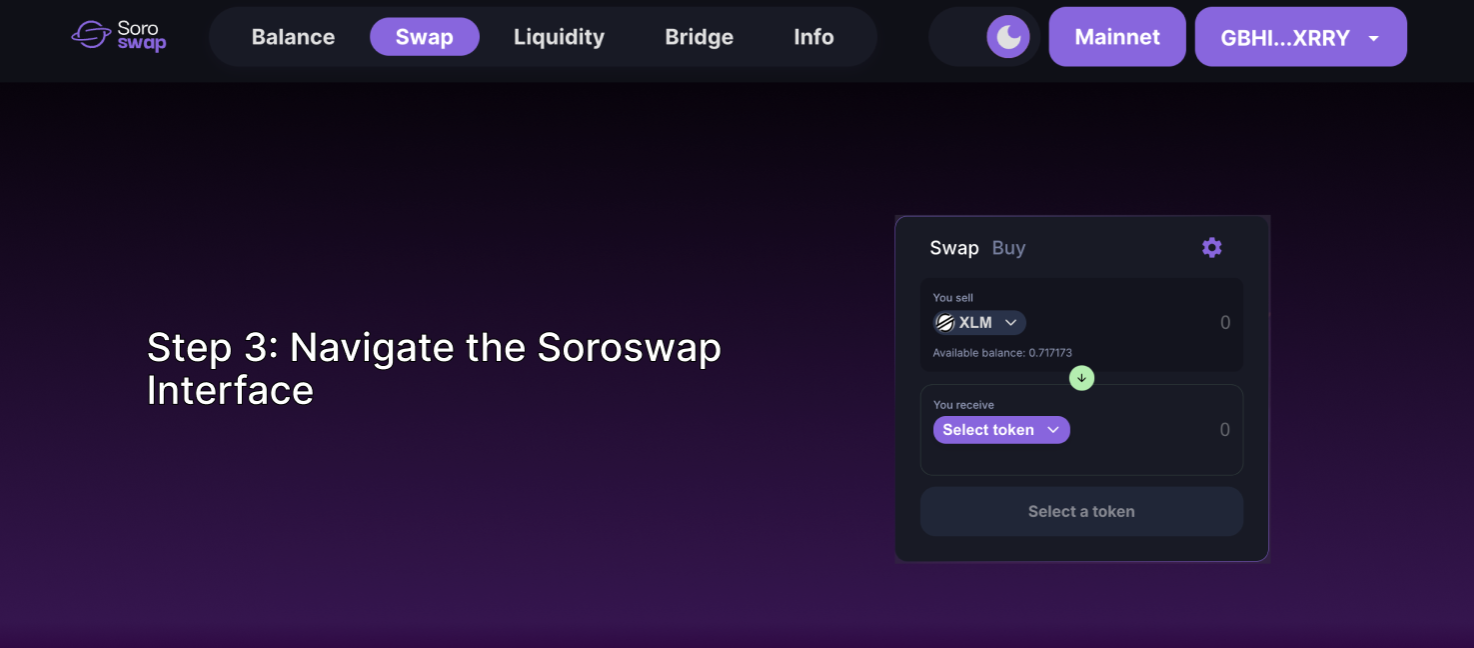 Soro
swap
Balance
Swap
Liquidity
Bridge
Info
Mainnet
GBHI...XRRY
Step 3: Navigate the Soroswap
Interface
Swap Buy
You sell
XLM
0
Available balance: 0.717173
You receive
Select token
0
Select a token